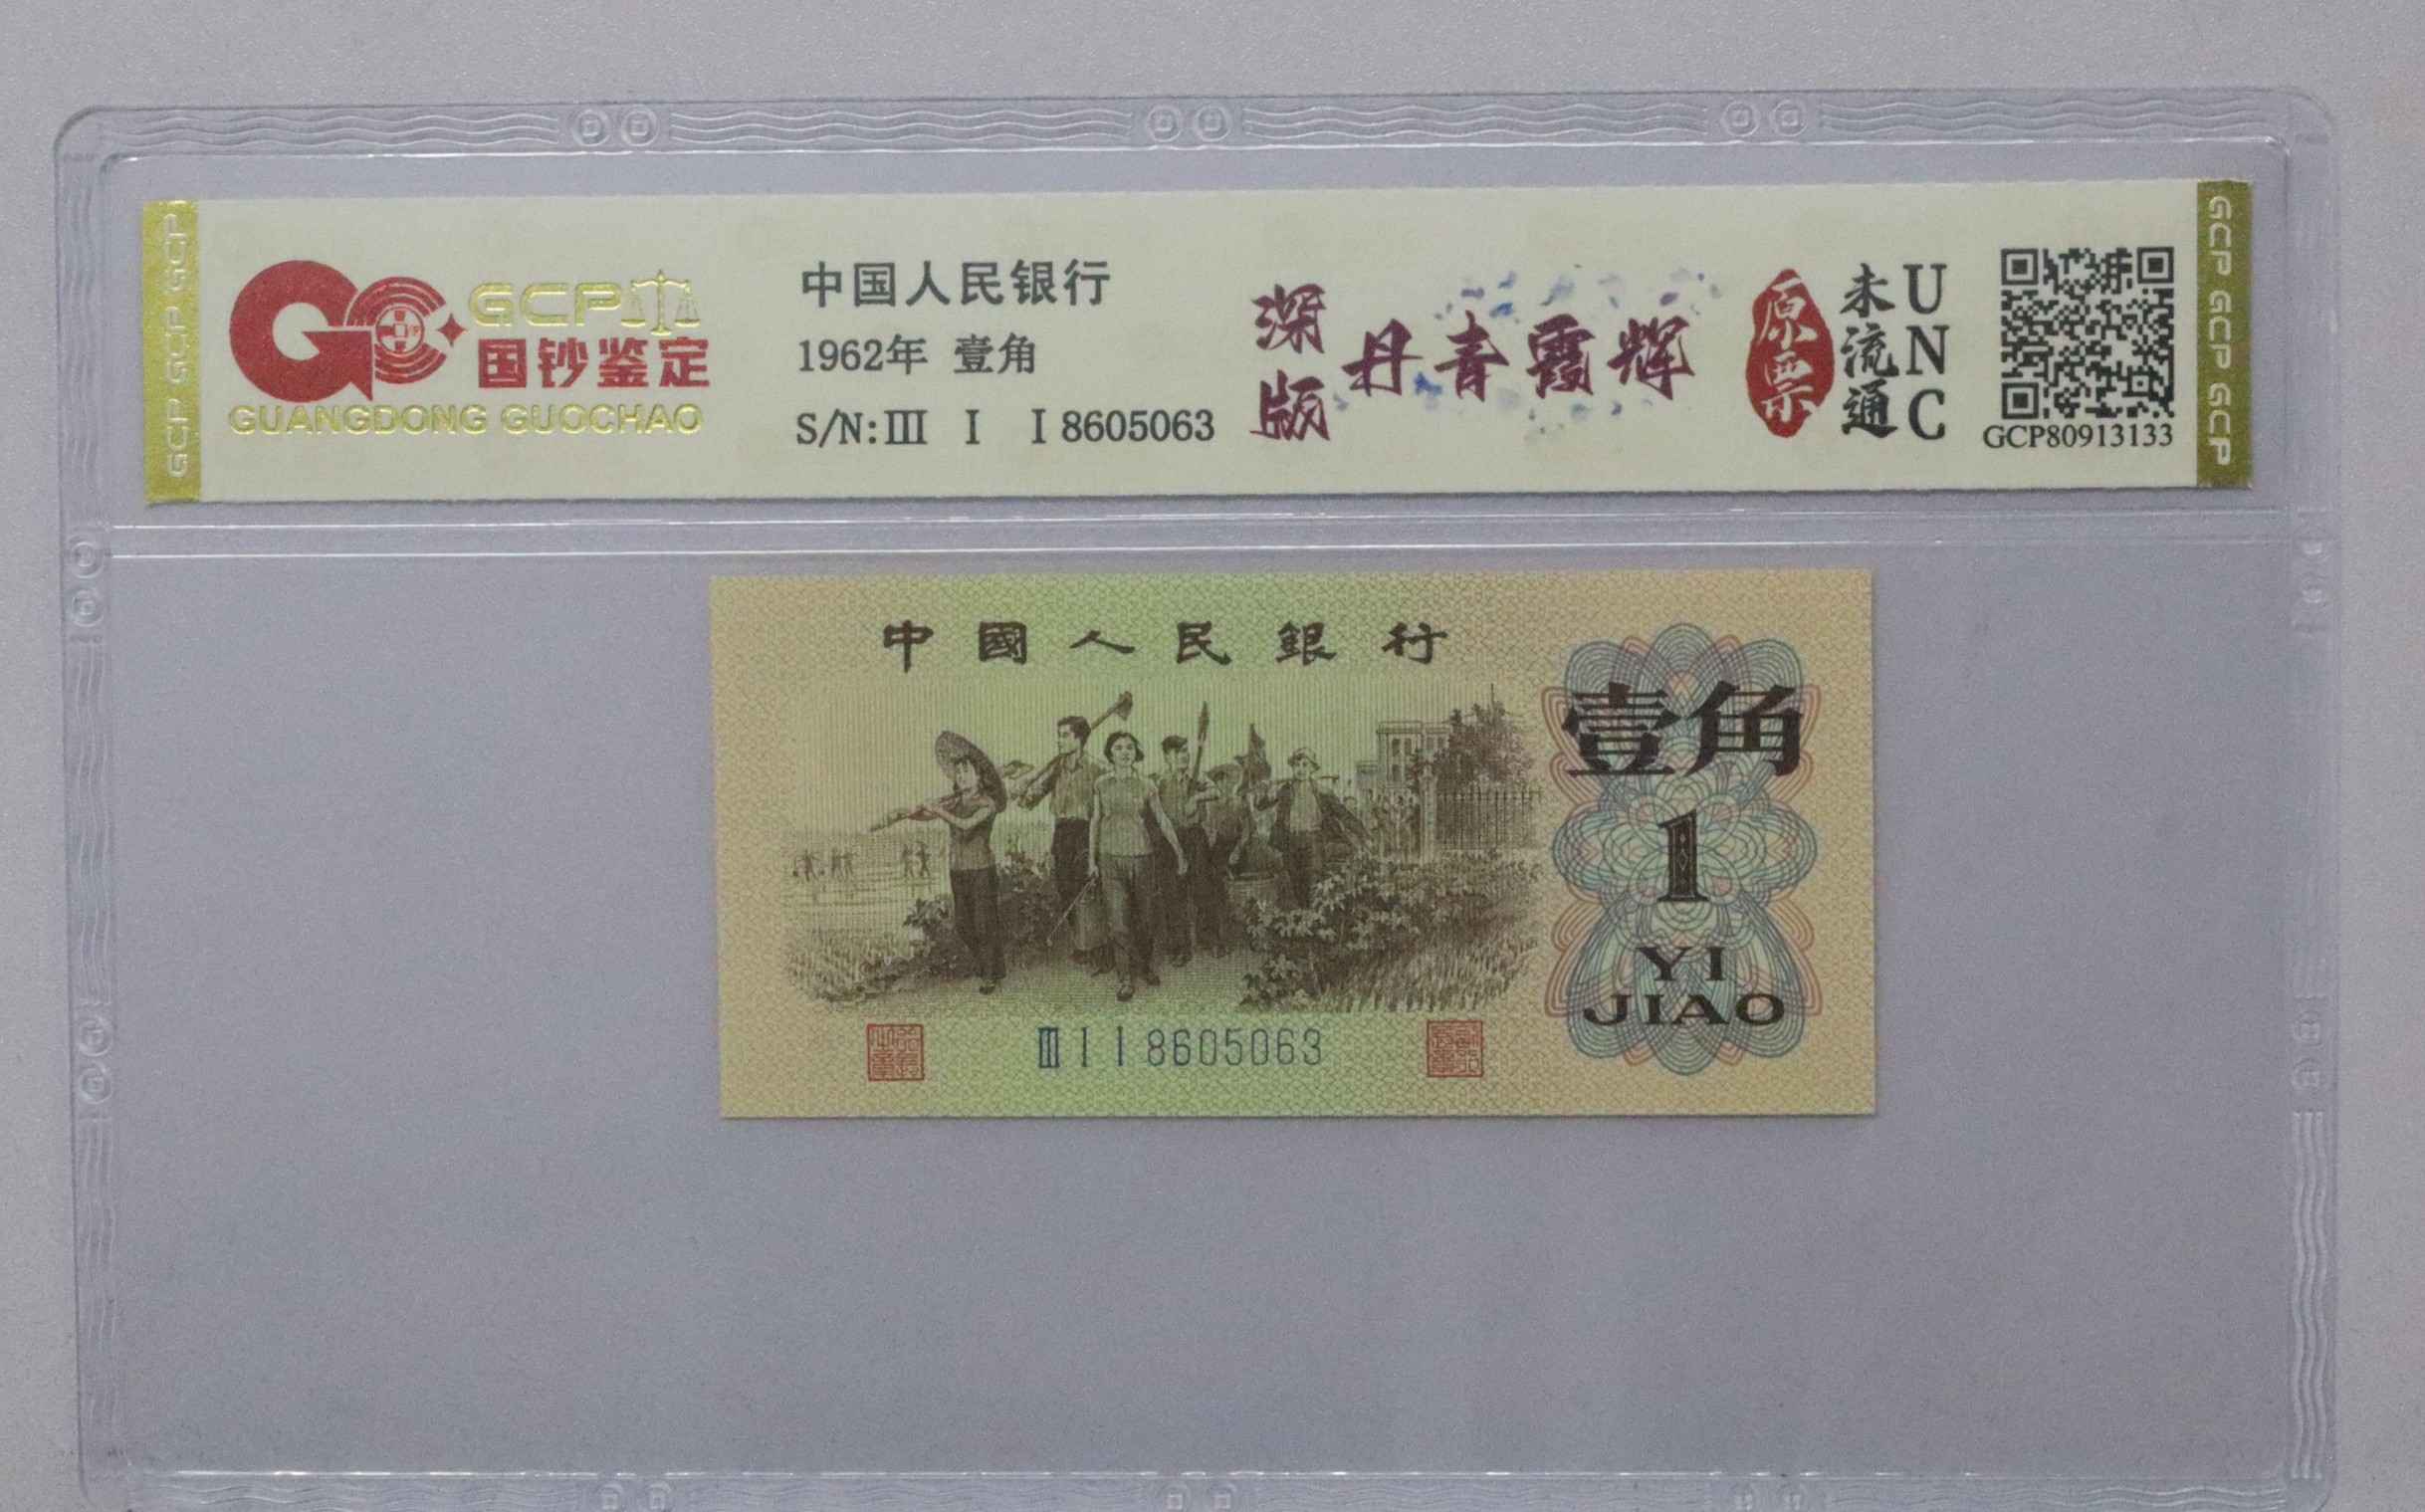 GCP GCP GCP
GCP
国钞鉴定
GUANGDONG GUOCHAO
中国人民银行
1962年 壹角
S/N:Ⅲ Ⅰ Ⅰ 8605063
深版
丹青霞辉
原票
未流通
UNC
GCP80913133
GCP GCP GCP
中國人民銀行
壹角
1
YI
JIAO
Ⅲ Ⅰ Ⅰ 8605063